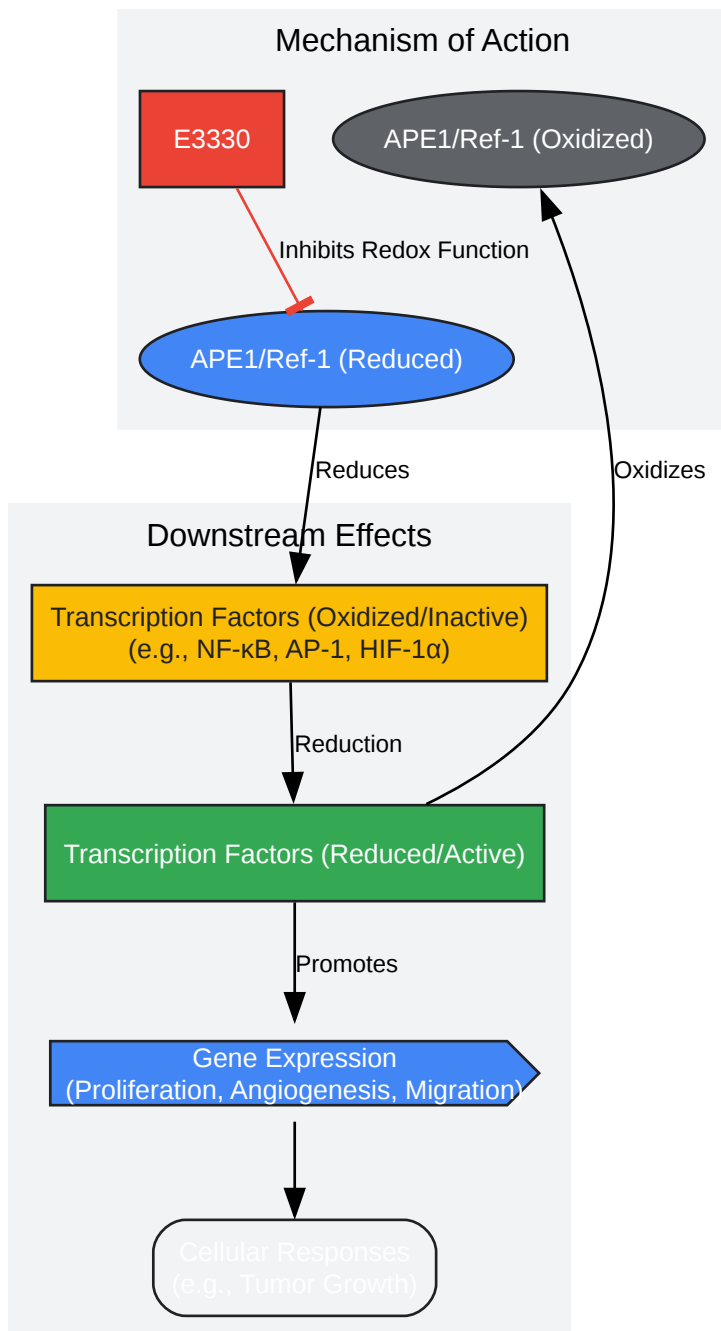 Mechanism of Action
E3330
APE1/Ref-1 (Oxidized)
Inhibits Redox Function
APE1/Ref-1 (Reduced)
Reduces
Oxidizes
Downstream Effects
Transcription Factors (Oxidized/Inactive)
(e.g., NF-κB, AP-1, HIF-1α)
Reduction
Transcription Factors (Reduced/Active)
Promotes
Gene Expression
(Proliferation, Angiogenesis, Migration)
Cellular Responses
(e.g., Tumor Growth)